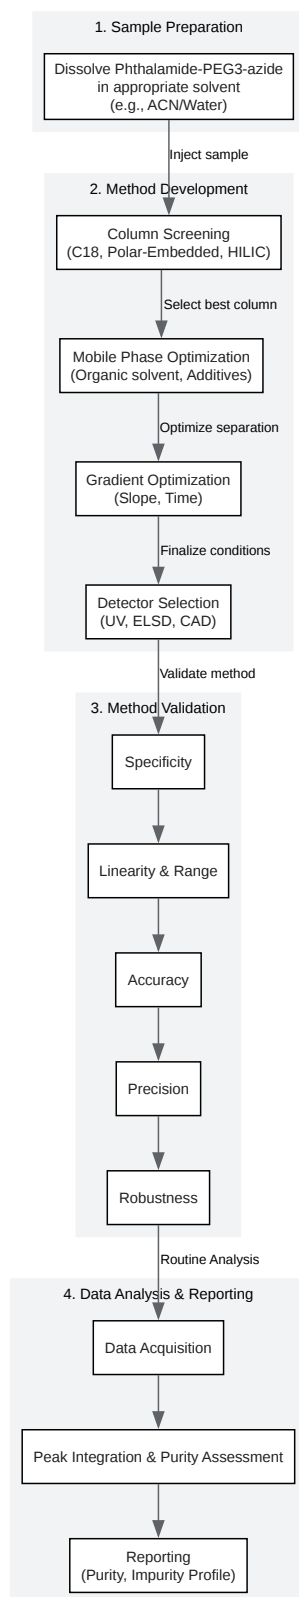 1. Sample Preparation
Dissolve Phthalamide-PEG3-azide
in appropriate solvent
(e.g., ACN/Water)
Inject sample
2. Method Development
Column Screening
(C18, Polar-Embedded, HILIC)
Select best column
Mobile Phase Optimization
(Organic solvent, Additives)
Optimize separation
Gradient Optimization
(Slope, Time)
Finalize conditions
Detector Selection
(UV, ELSD, CAD)
Validate method
3. Method Validation
Specificity
Linearity & Range
Accuracy
Precision
Robustness
Routine Analysis
4. Data Analysis & Reporting
Data Acquisition
Peak Integration & Purity Assessment
Reporting
(Purity, Impurity Profile)